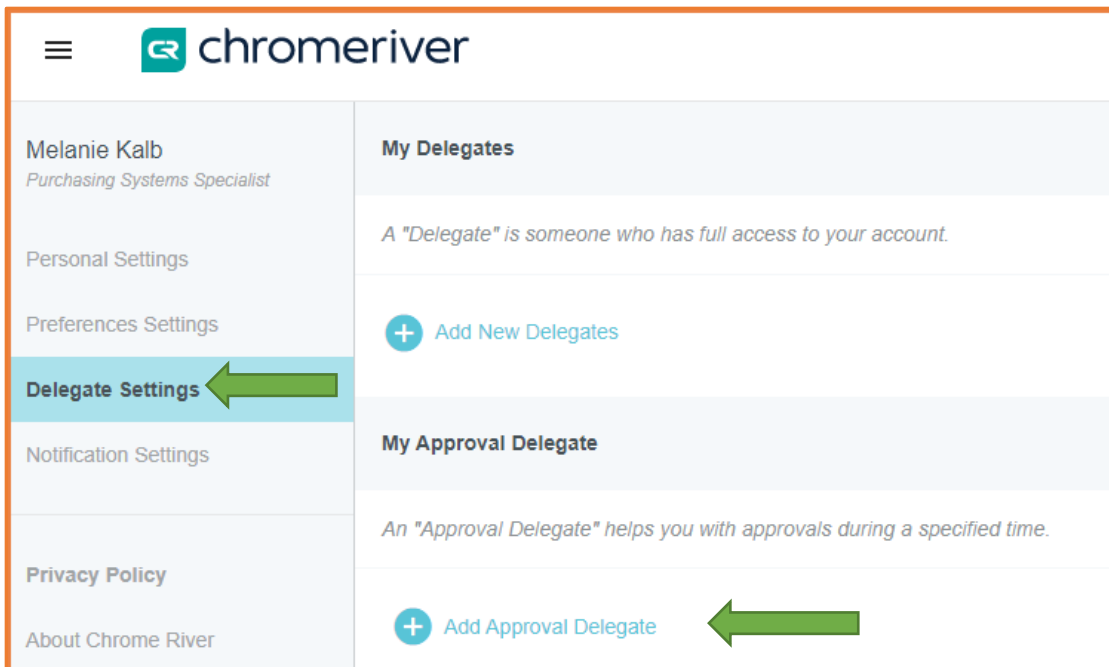 CR chromeriver
Melanie Kalb
Purchasing Systems Specialist
Personal Settings
Preferences Settings
Delegate Settings
Notification Settings
Privacy Policy
About Chrome River
My Delegates
A "Delegate" is someone who has full access to your account.
Add New Delegates
My Approval Delegate
An "Approval Delegate" helps you with approvals during a specified time.
Add Approval Delegate